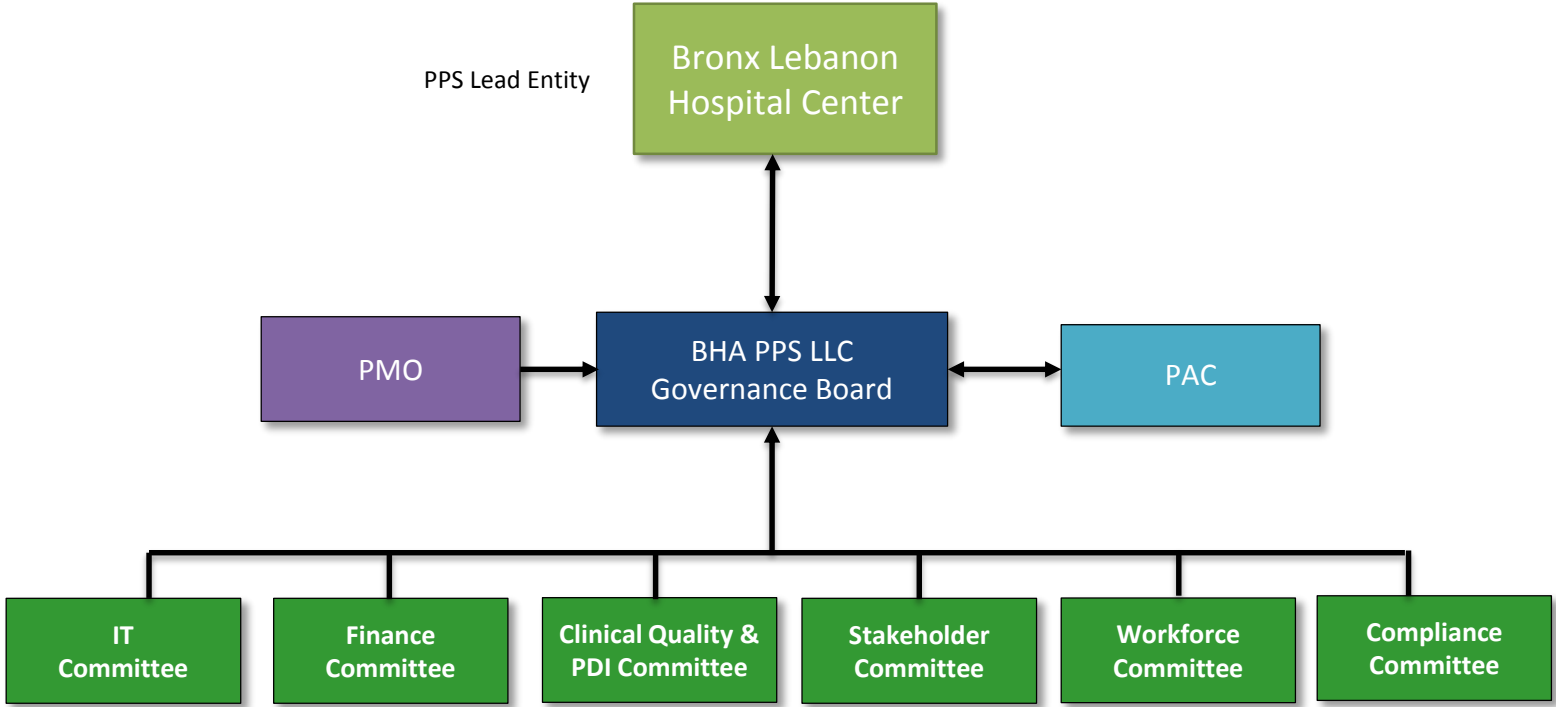 PPS Lead Entity
Bronx Lebanon
Hospital Center
PMO
BHA PPS LLC
Governance Board
PAC
IT
Committee
Finance
Committee
Clinical Quality &
PDI Committee
Stakeholder
Committee
Workforce
Committee
Compliance
Committee